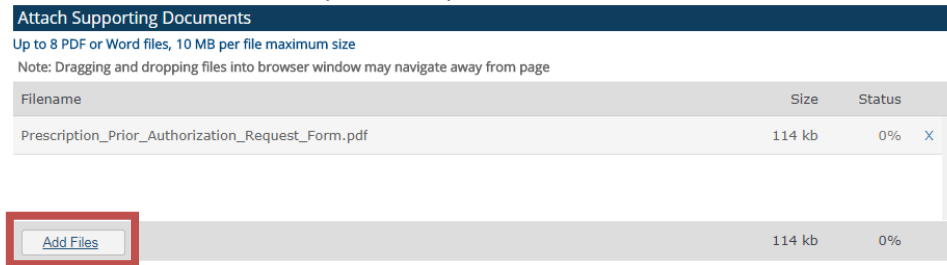 Attach Supporting Documents
Up to 8 PDF or Word files, 10 MB per file maximum size
Note: Dragging and dropping files into browser window may navigate away from page
Filename Size Status
Prescription_Prior_Authorization_Request_Form.pdf 114 kb 0% X
Add Files 114 kb 0%